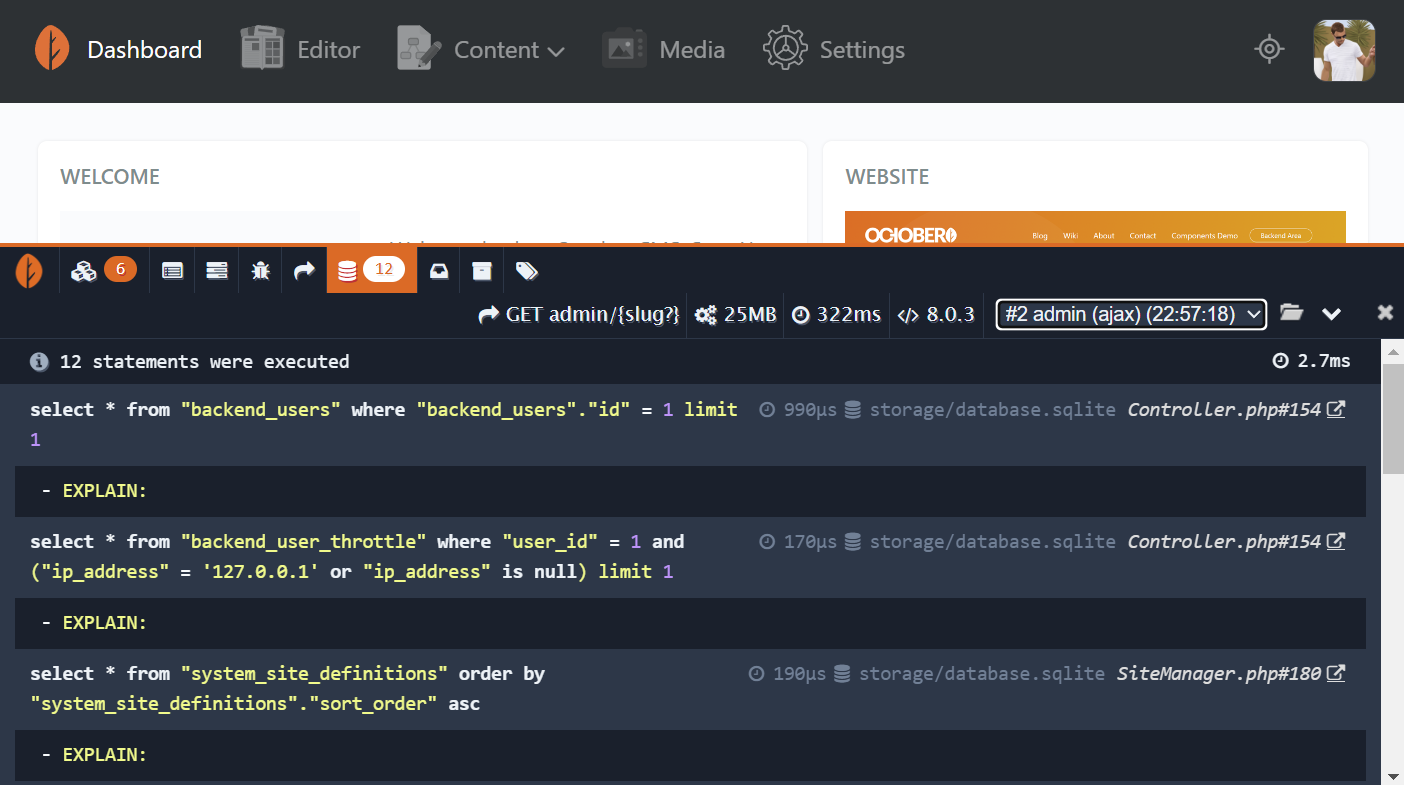 Dashboard Editor Content Media Settings
WELCOME WEBSITE
OCTOBER Blog Wiki About Contact Components Demo Backend Area
6 12
GET admin/{slug?} 25MB 322ms 8.0.3 #2 admin (ajax) (22:57:18)
12 statements were executed 2.7ms
select * from "backend_users" where "backend_users"."id" = 1 limit 990μs storage/database.sqlite Controller.php#154
1
- EXPLAIN:
select * from "backend_user_throttle" where "user_id" = 1 and 170μs storage/database.sqlite Controller.php#154
("ip_address" = '127.0.0.1' or "ip_address" is null) limit 1
- EXPLAIN:
select * from "system_site_definitions" order by 190μs storage/database.sqlite SiteManager.php#180
"system_site_definitions"."sort_order" asc
- EXPLAIN: